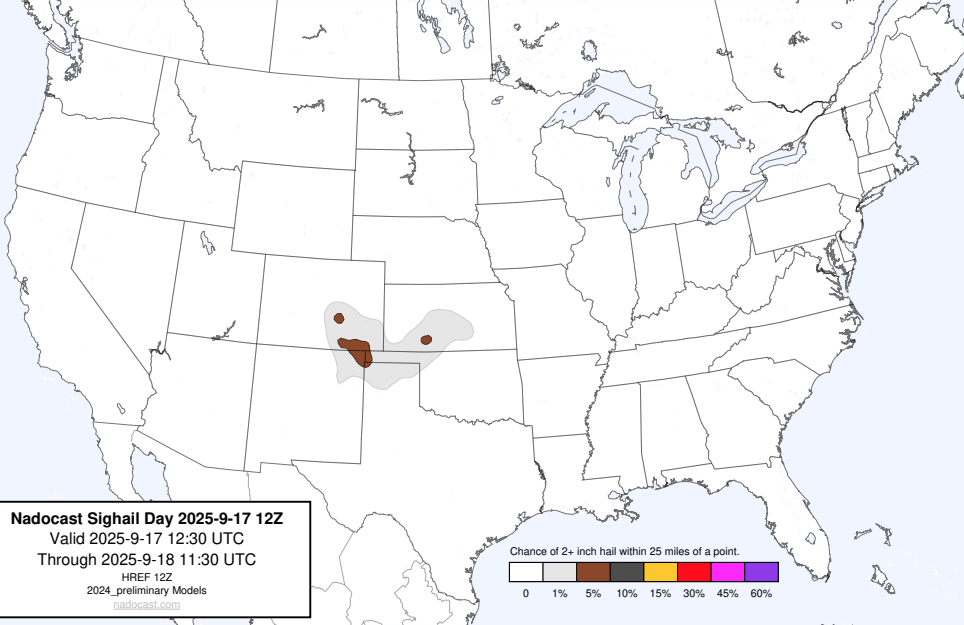 Nadocast Sighail Day 2025-9-17 12Z
Valid 2025-9-17 12:30 UTC
Through 2025-9-18 11:30 UTC
HREF 12Z
2024_preliminary Models
nadocast.com
Chance of 2+ inch hail within 25 miles of a point.
0 1% 5% 10% 15% 30% 45% 60%